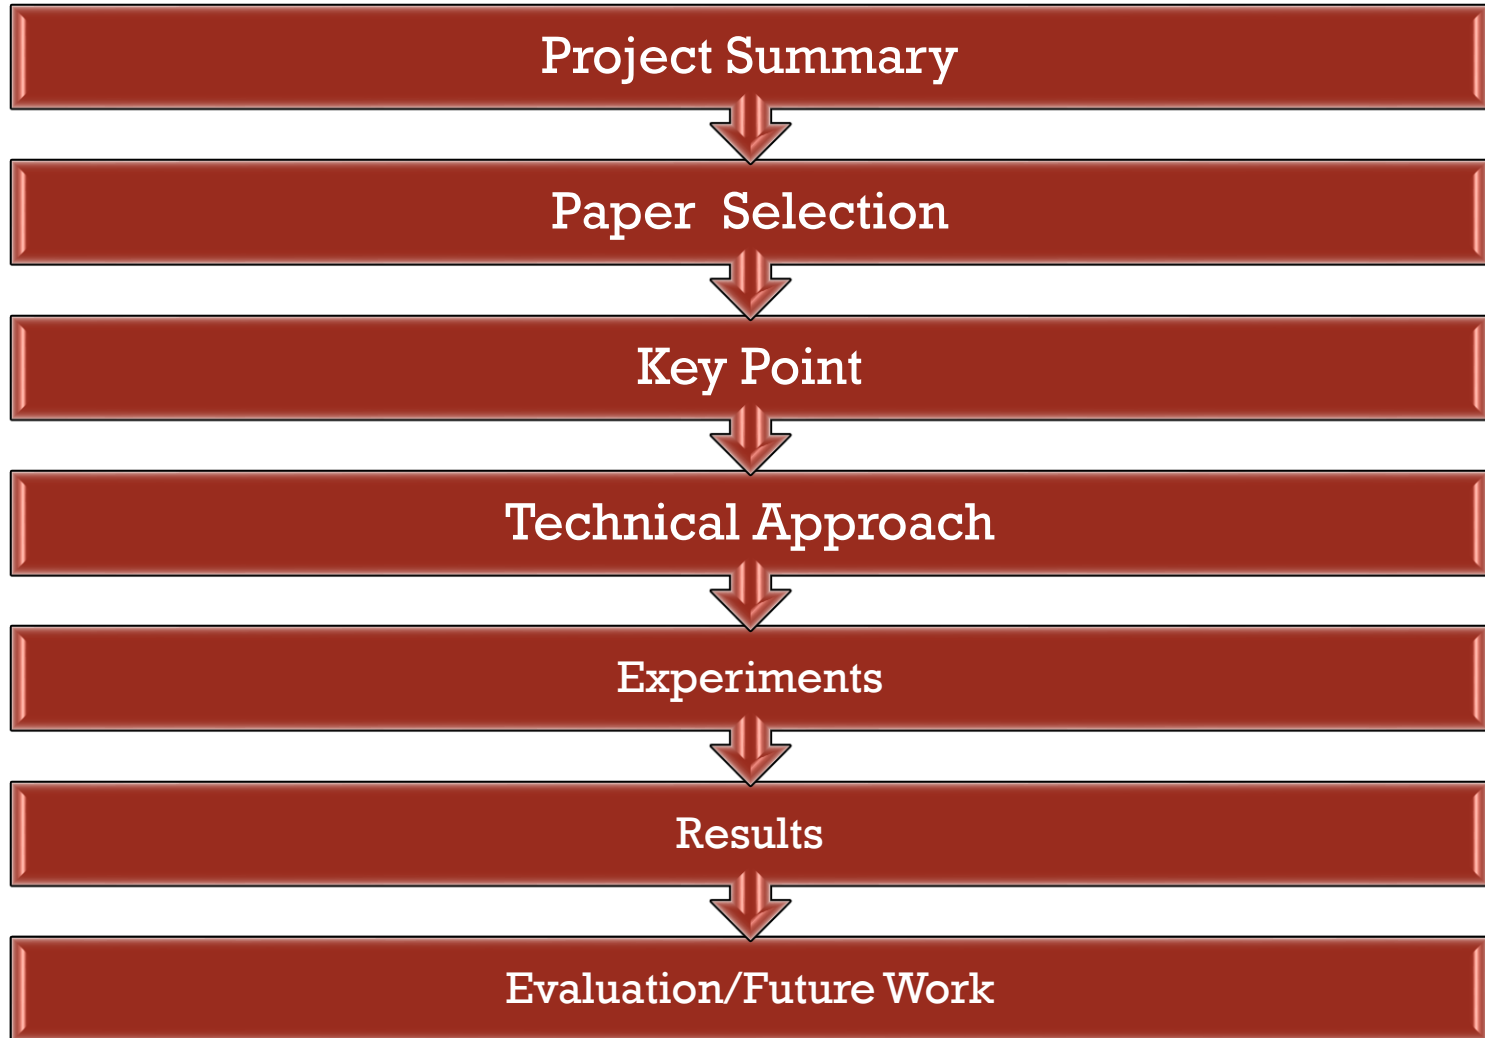 Project Summary
Paper  Selection
Key Point
Technical Approach
Experiments
Results
Evaluation/Future Work